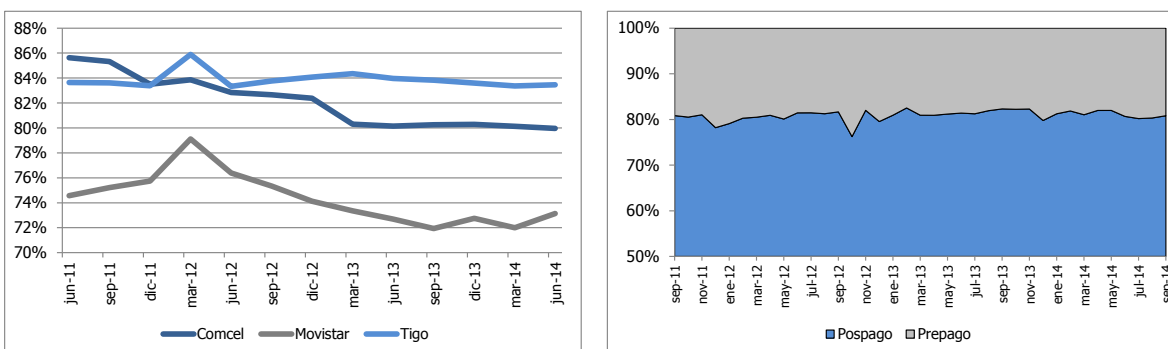 88%
86%
84%
82%
80%
78%
76%
74%
72%
70%
jun-11
sep-11
dic-11
mar-12
jun-12
sep-12
dic-12
mar-13
jun-13
sep-13
dic-13
mar-14
jun-14
Comcel Movistar Tigo
100%
90%
80%
70%
60%
50%
sep-11
nov-11
ene-12
mar-12
may-12
jul-12
sep-12
nov-12
ene-13
mar-13
may-13
jul-13
sep-13
nov-13
ene-14
mar-14
may-14
jul-14
sep-14
Pospago Prepago